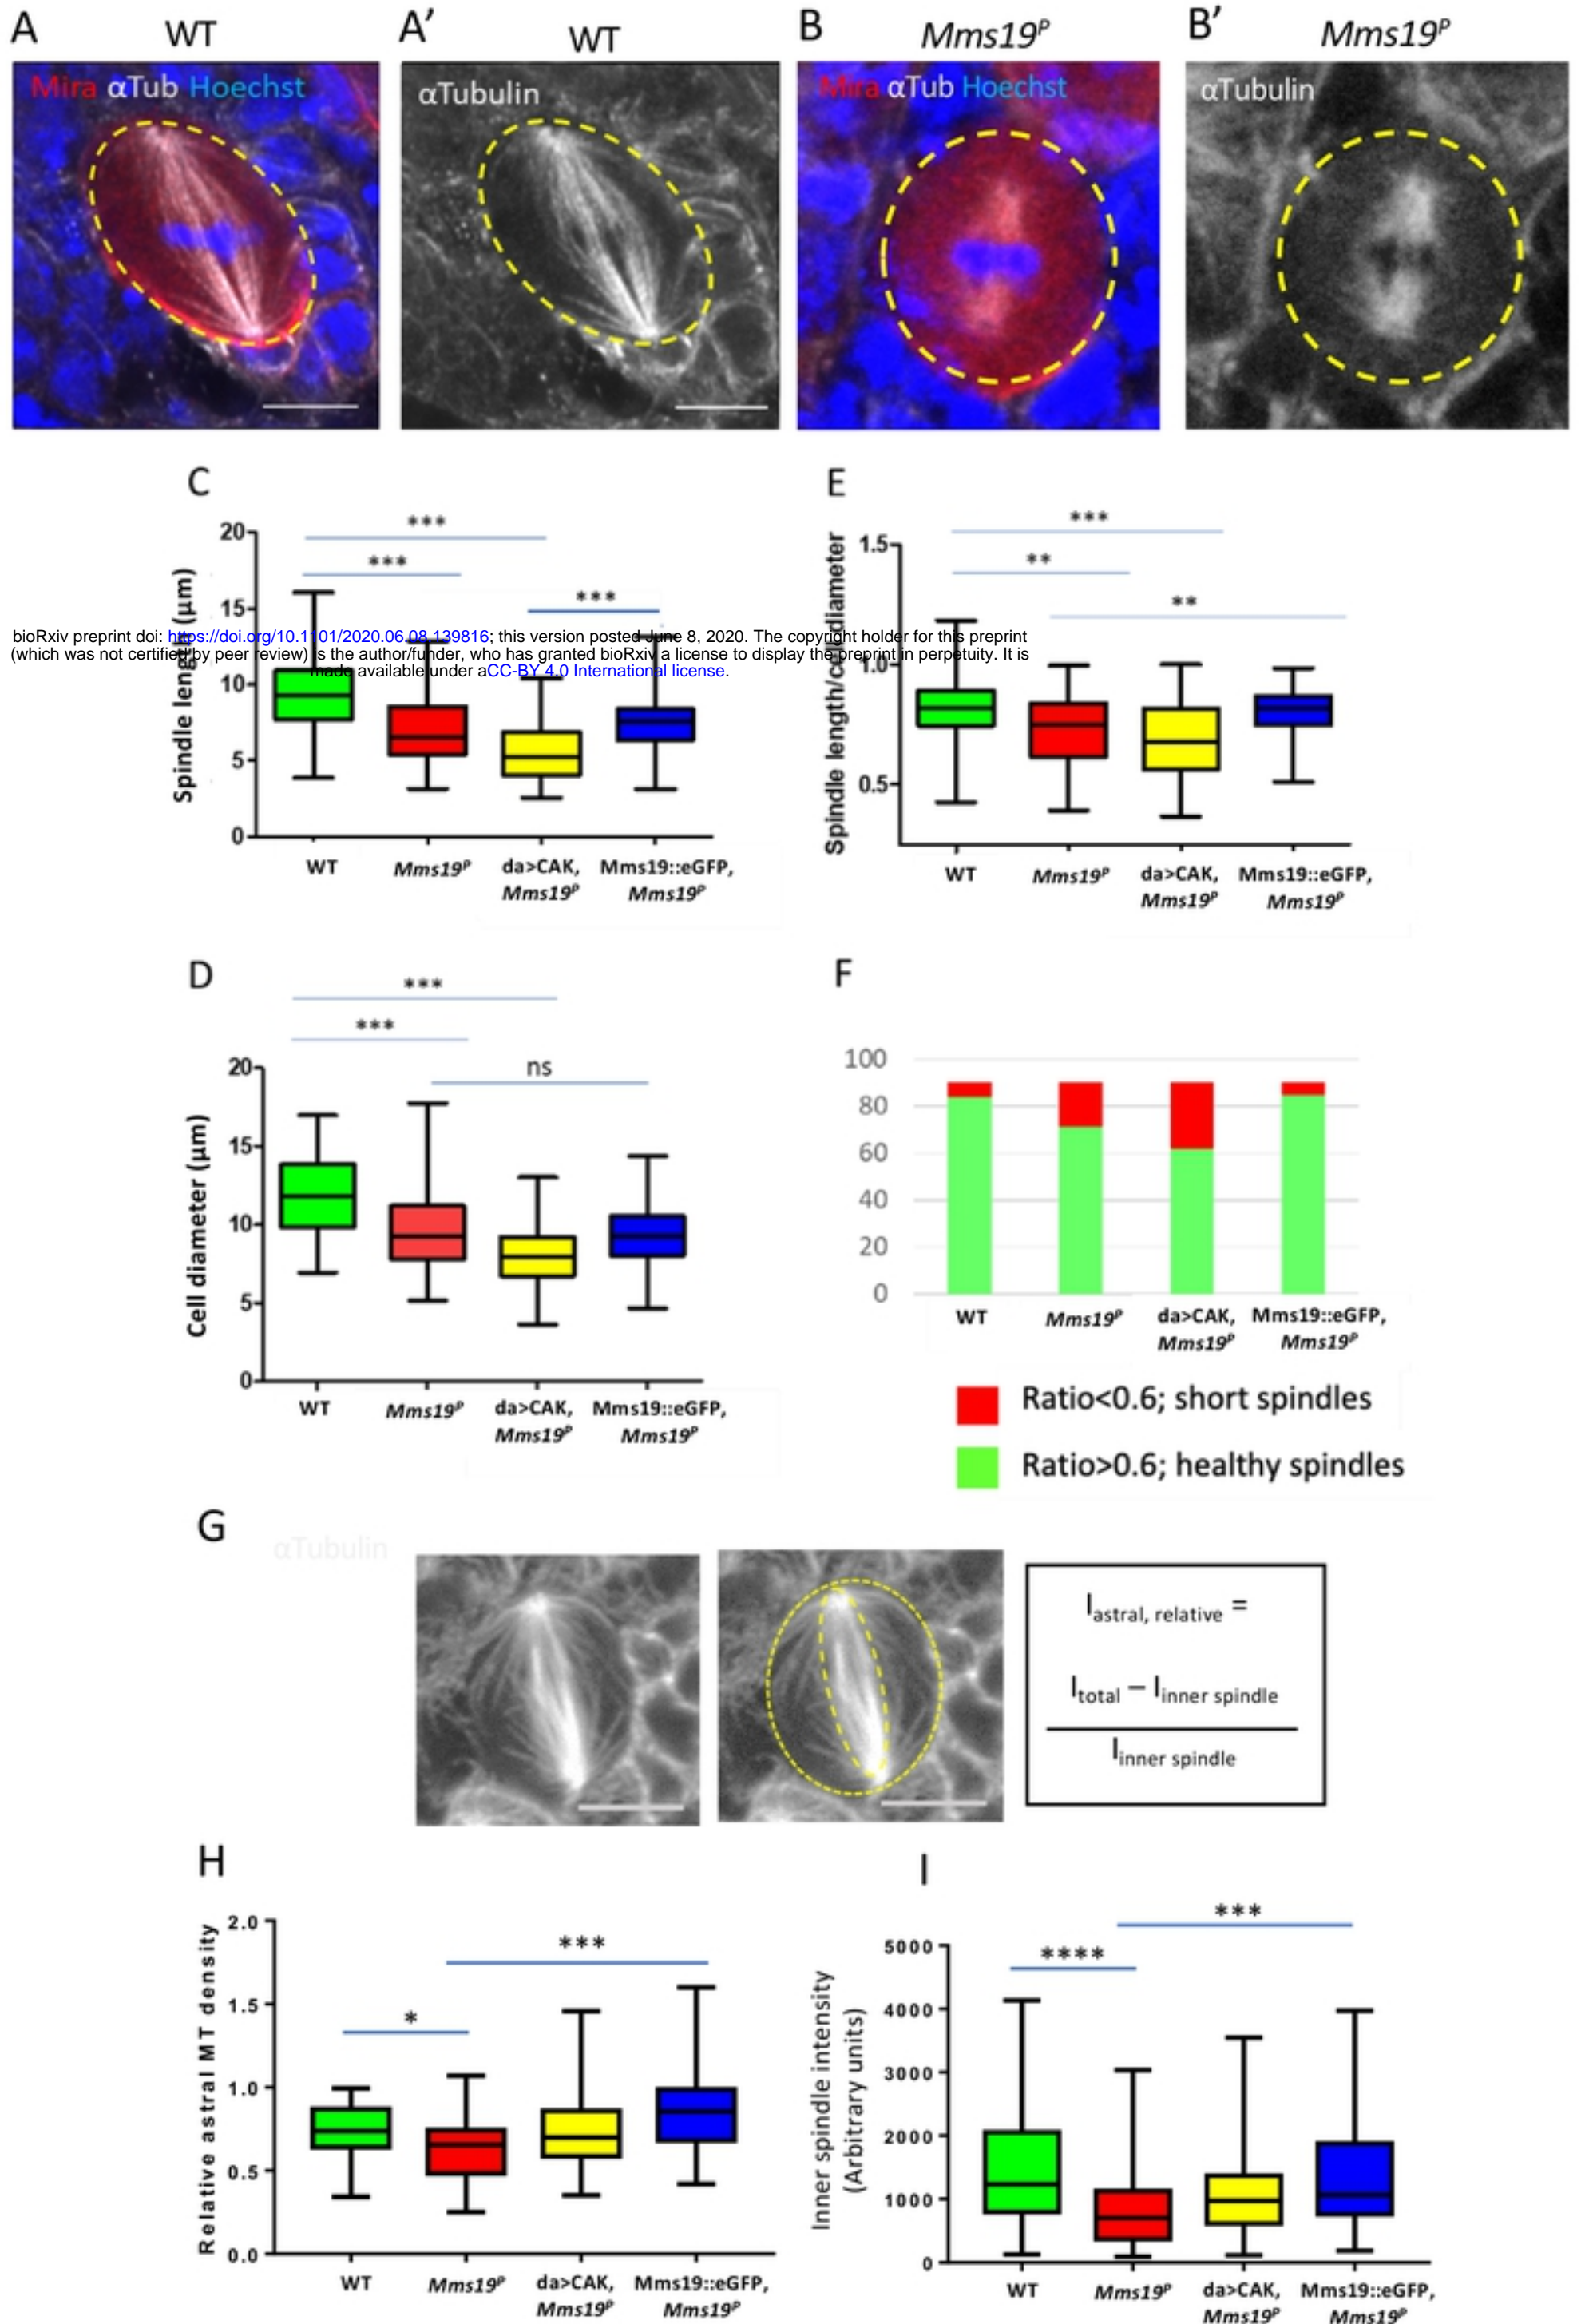 A
WT
A′
WT
B
Mms19ᴾ
B′
Mms19ᴾ
Mira αTub Hoechst
αTubulin
Mira αTub Hoechst
αTubulin
C
***
***
***
Spindle length (μm)
20
15
10
5
0
WT
Mms19ᴾ
da>CAK,
Mms19ᴾ
Mms19::eGFP,
Mms19ᴾ
E
***
**
**
Spindle length/cell diameter
1.5
1.0
0.5
WT
Mms19ᴾ
da>CAK,
Mms19ᴾ
Mms19::eGFP,
Mms19ᴾ
bioRxiv preprint doi: https://doi.org/10.1101/2020.06.08.139816; this version posted June 8, 2020. The copyright holder for this preprint
(which was not certified by peer review) is the author/funder, who has granted bioRxiv a license to display the preprint in perpetuity. It is
made available under aCC-BY 4.0 International license.
D
***
***
ns
Cell diameter (μm)
20
15
10
5
0
WT
Mms19ᴾ
da>CAK,
Mms19ᴾ
Mms19::eGFP,
Mms19ᴾ
F
100
80
60
40
20
0
WT
Mms19ᴾ
da>CAK,
Mms19ᴾ
Mms19::eGFP,
Mms19ᴾ
Ratio<0.6; short spindles
Ratio>0.6; healthy spindles
G
αTubulin
I astral, relative =
I total − I inner spindle
I inner spindle
H
***
*
Relative astral MT density
2.0
1.5
1.0
0.5
0.0
WT
Mms19ᴾ
da>CAK,
Mms19ᴾ
Mms19::eGFP,
Mms19ᴾ
I
***
****
Inner spindle intensity
(Arbitrary units)
5000
4000
3000
2000
1000
0
WT
Mms19ᴾ
da>CAK,
Mms19ᴾ
Mms19::eGFP,
Mms19ᴾ